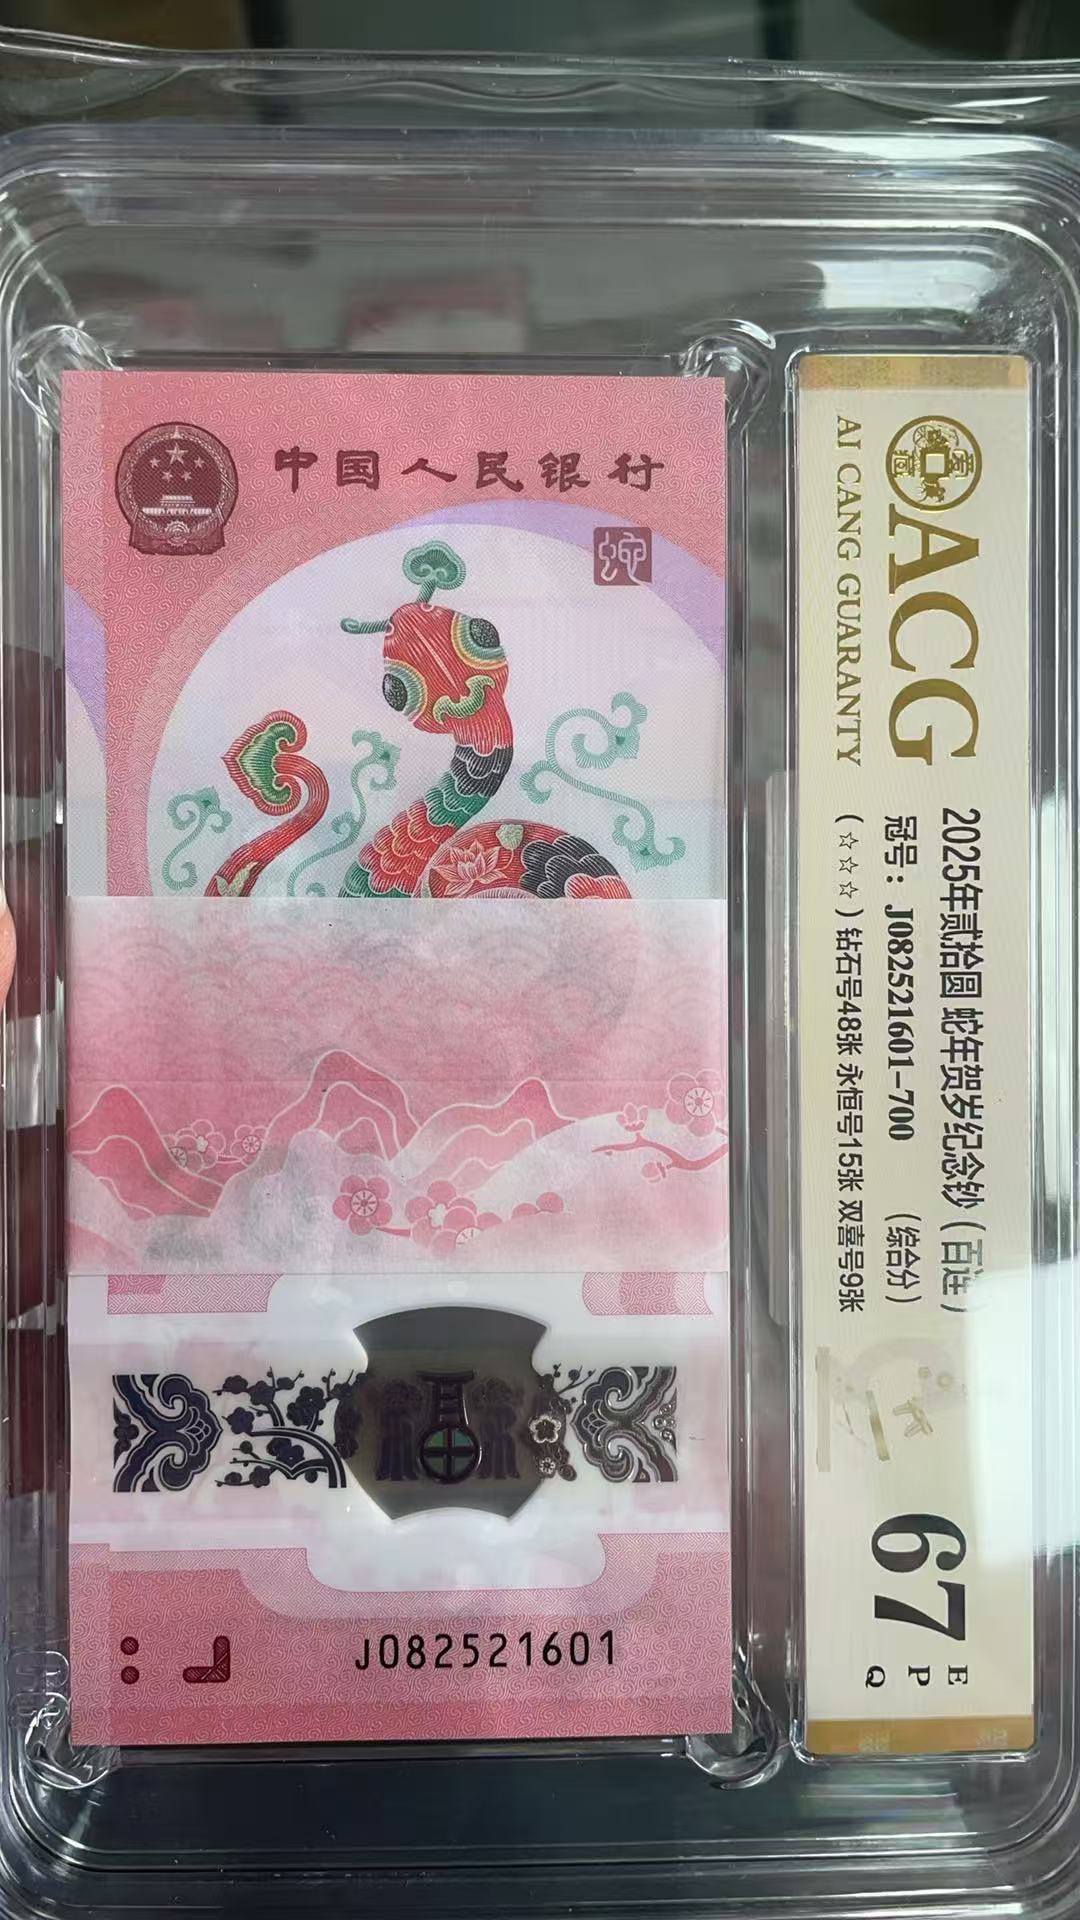 中国人民银行
蛇
J082521601
ACG
AI CANG GUARANTY
2025年贰拾圆 蛇年贺岁纪念钞(百连)
冠号:J082521601-700 (综合分)
(☆☆☆)钻石号48张 永恒号15张 双喜号9张
67
E
P
Q